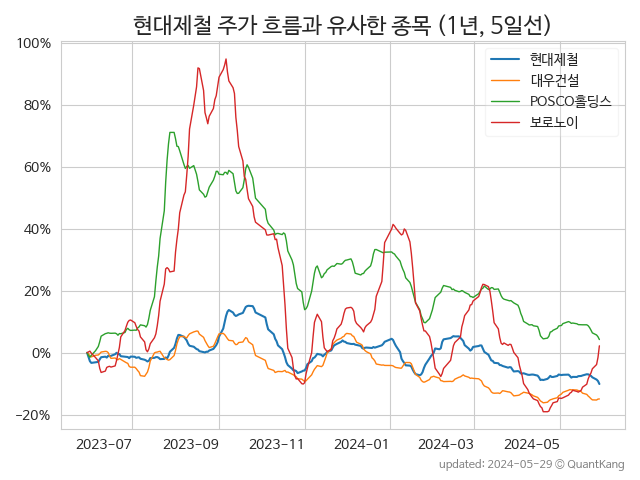 현대제철 주가 흐름과 유사한 종목 (1년, 5일선)
현대제철
대우건설
POSCO홀딩스
보로노이
100%
80%
60%
40%
20%
0%
−20%
2023−07
2023−09
2023−11
2024−01
2024−03
2024−05
updated: 2024-05-29 © QuantKang